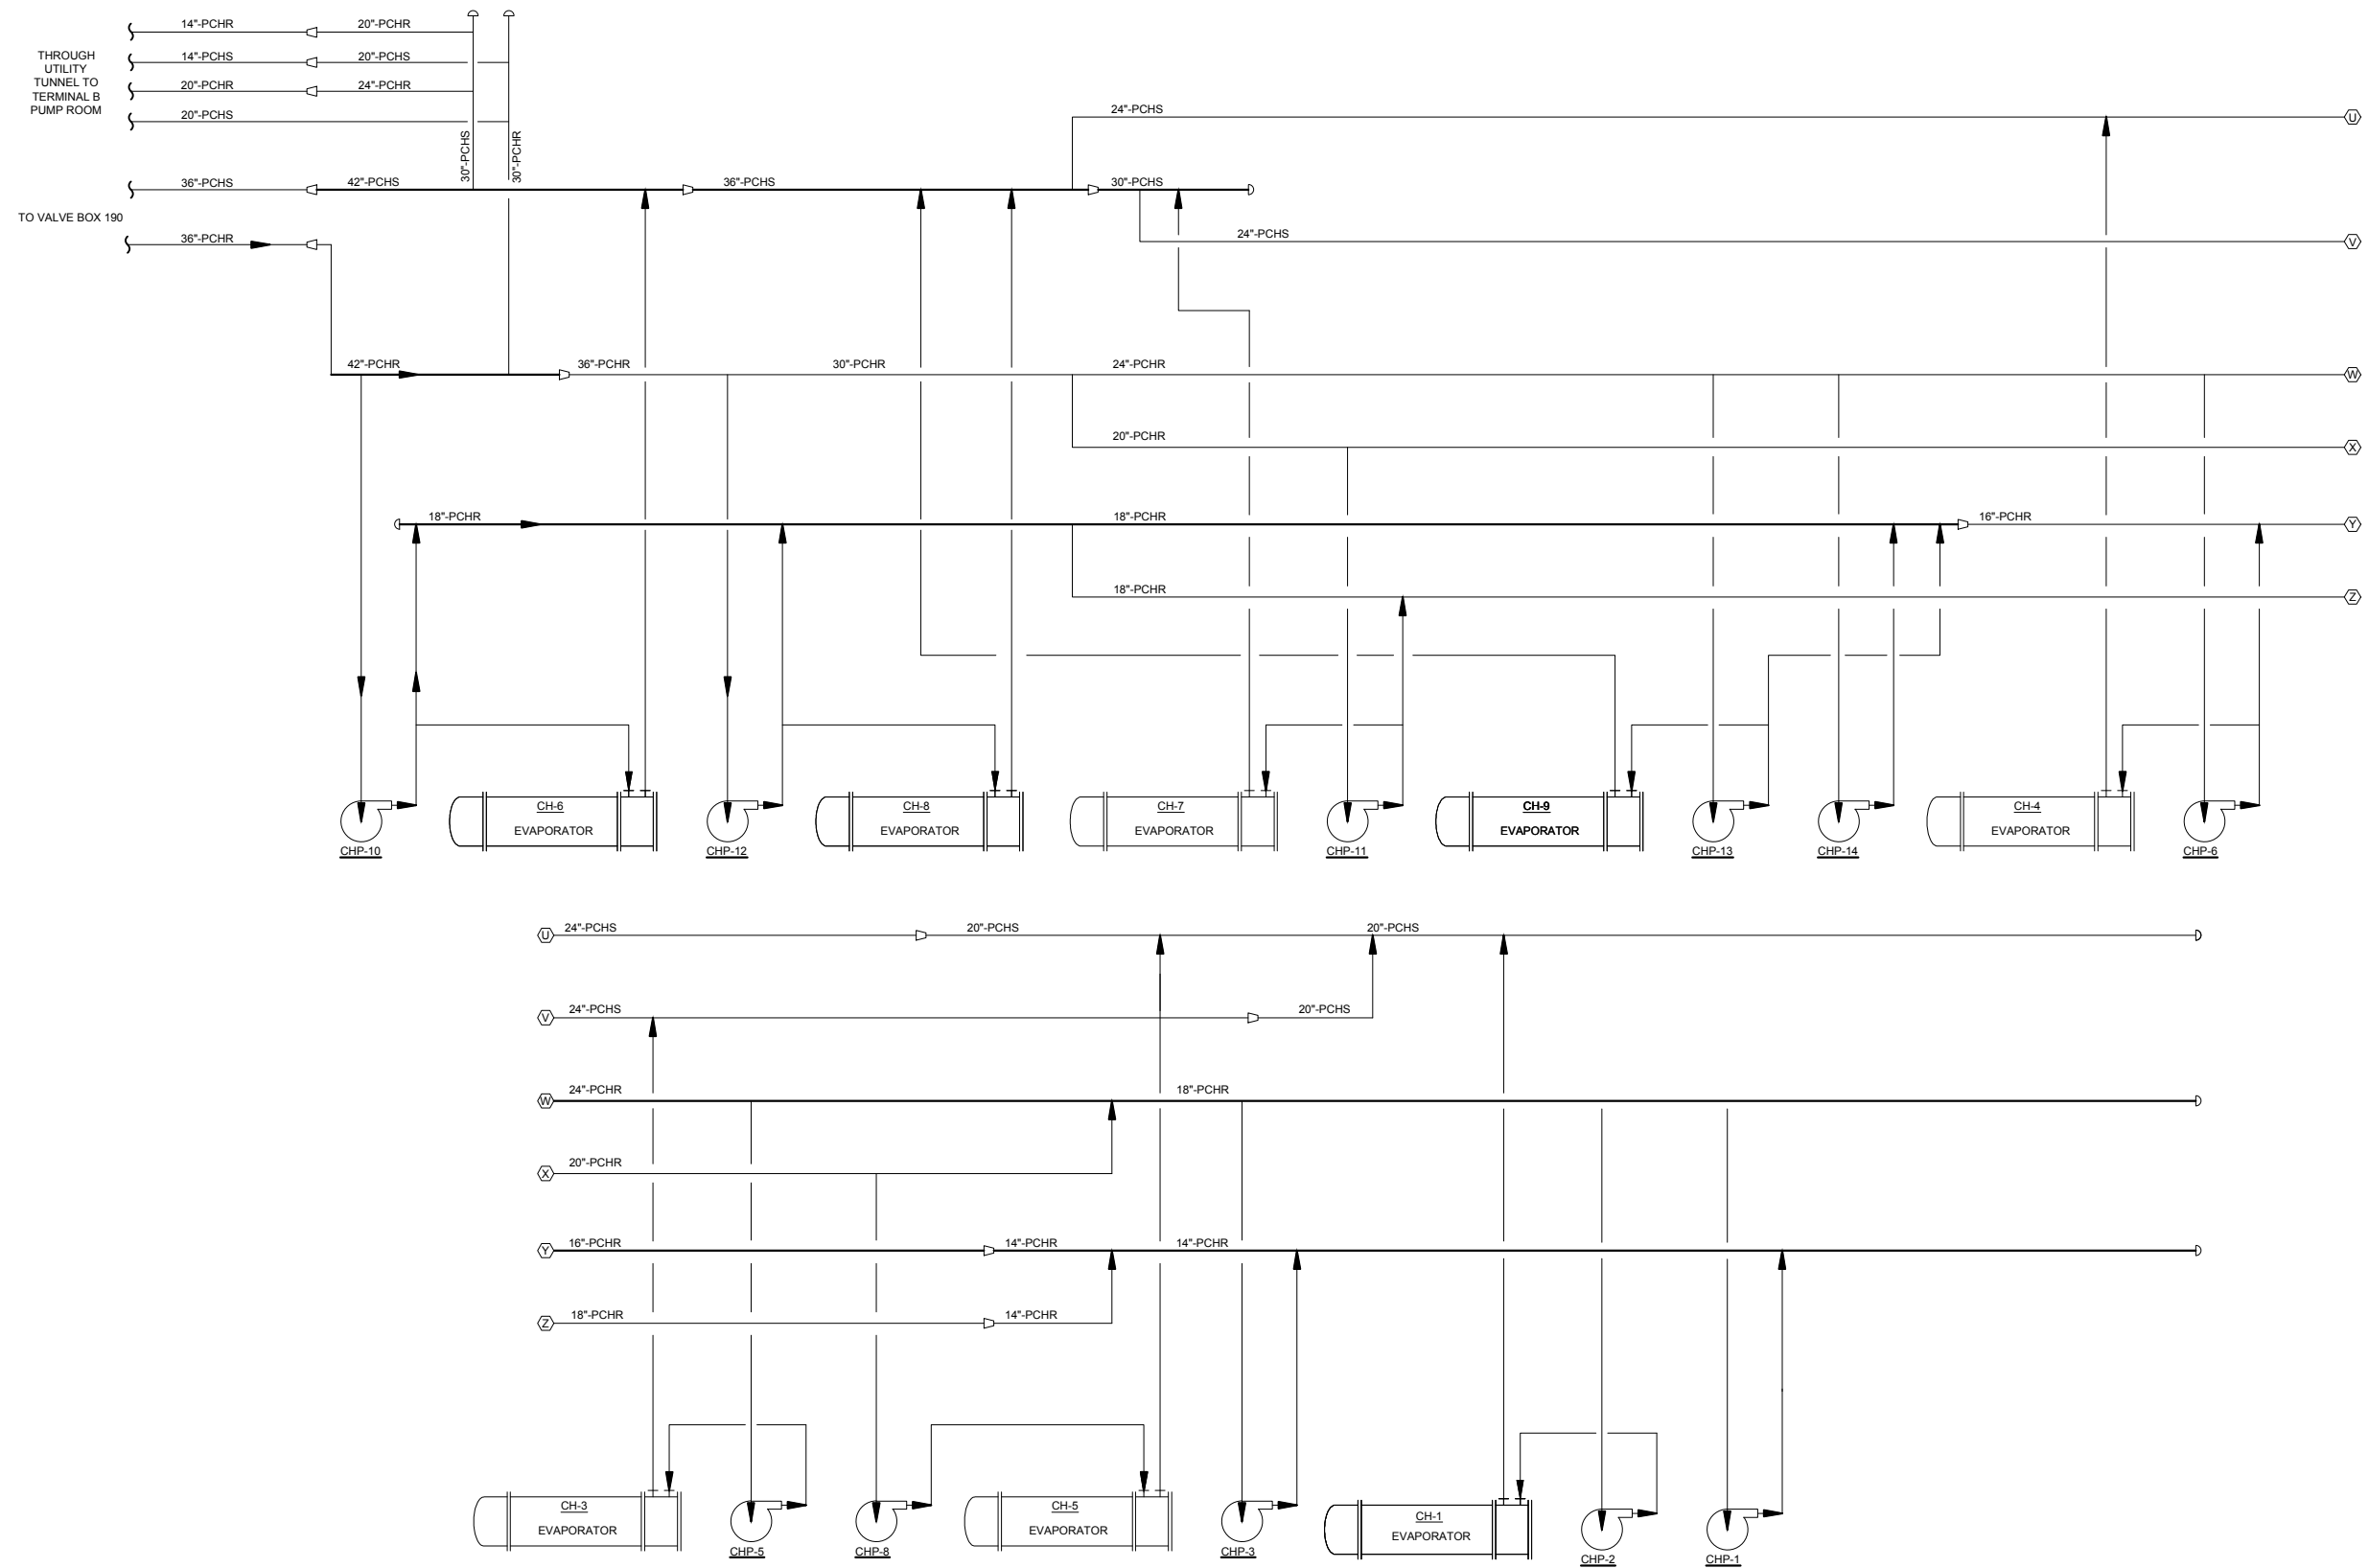 14"-PCHR
20"-PCHR
THROUGH
UTILITY
TUNNEL TO
TERMINAL B
PUMP ROOM
14"-PCHS
20"-PCHS
20"-PCHR
24"-PCHR
20"-PCHS
30"-PCHS
30"-PCHR
24"-PCHS
U
36"-PCHS
42"-PCHS
36"-PCHS
30"-PCHS
TO VALVE BOX 190
36"-PCHR
24"-PCHS
V
42"-PCHR
36"-PCHR
30"-PCHR
24"-PCHR
W
20"-PCHR
X
18"-PCHR
18"-PCHR
16"-PCHR
Y
18"-PCHR
Z
CH-6
EVAPORATOR
CH-8
EVAPORATOR
CH-7
EVAPORATOR
CH-9
EVAPORATOR
CH-4
EVAPORATOR
CHP-10
CHP-12
CHP-11
CHP-13
CHP-14
CHP-6
U
24"-PCHS
20"-PCHS
20"-PCHS
V
24"-PCHS
20"-PCHS
W
24"-PCHR
18"-PCHR
X
20"-PCHR
Y
16"-PCHR
14"-PCHR
14"-PCHR
Z
18"-PCHR
14"-PCHR
CH-3
EVAPORATOR
CH-5
EVAPORATOR
CH-1
EVAPORATOR
CHP-5
CHP-8
CHP-3
CHP-2
CHP-1